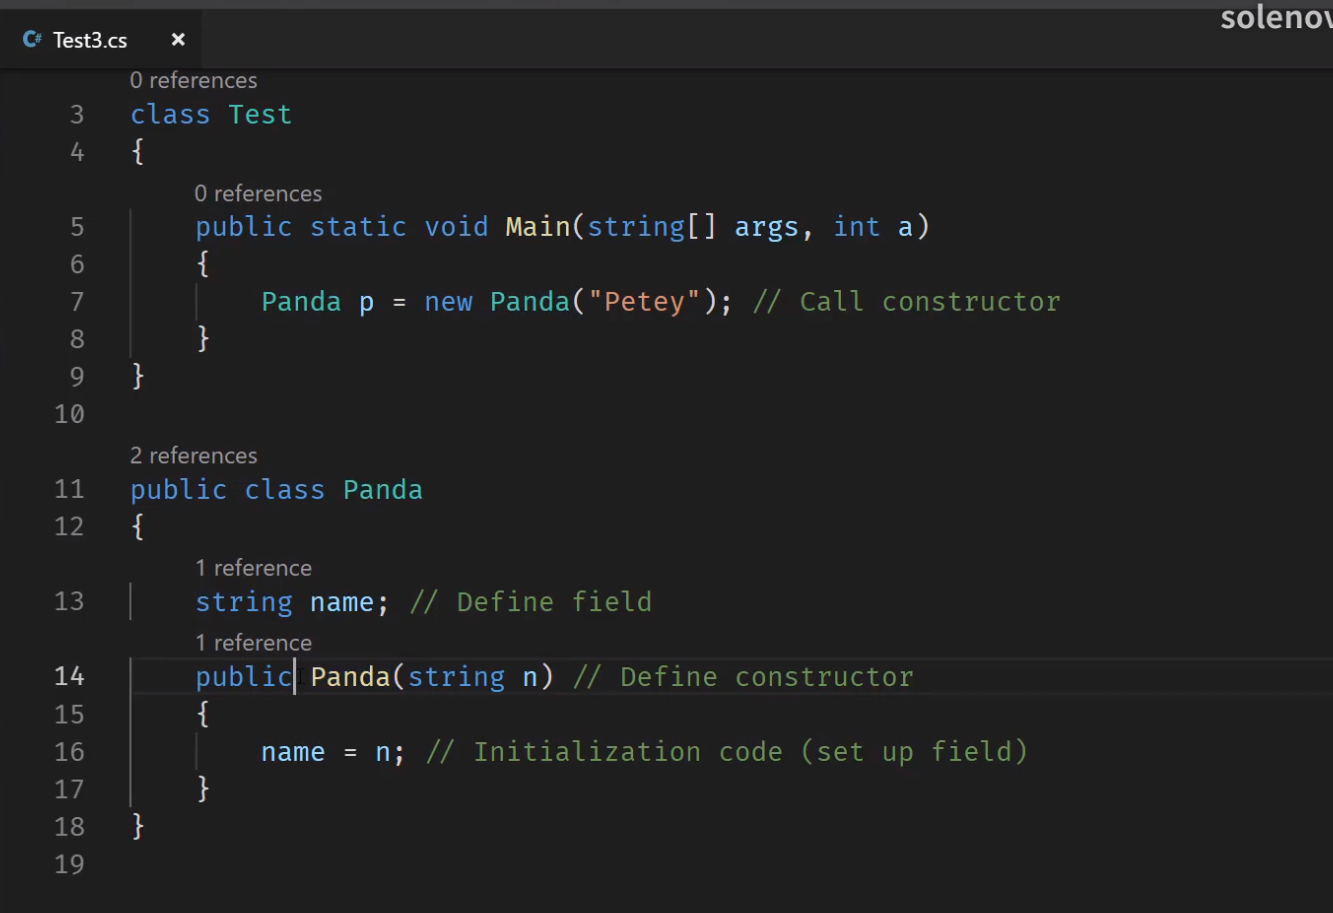 solenov
C# Test3.cs ×
0 references
3 class Test
4 {
0 references
5 public static void Main(string[] args, int a)
6 {
7 Panda p = new Panda("Petey"); // Call constructor
8 }
9 }
10
2 references
11 public class Panda
12 {
1 reference
13 string name; // Define field
1 reference
14 public Panda(string n) // Define constructor
15 {
16 name = n; // Initialization code (set up field)
17 }
18 }
19